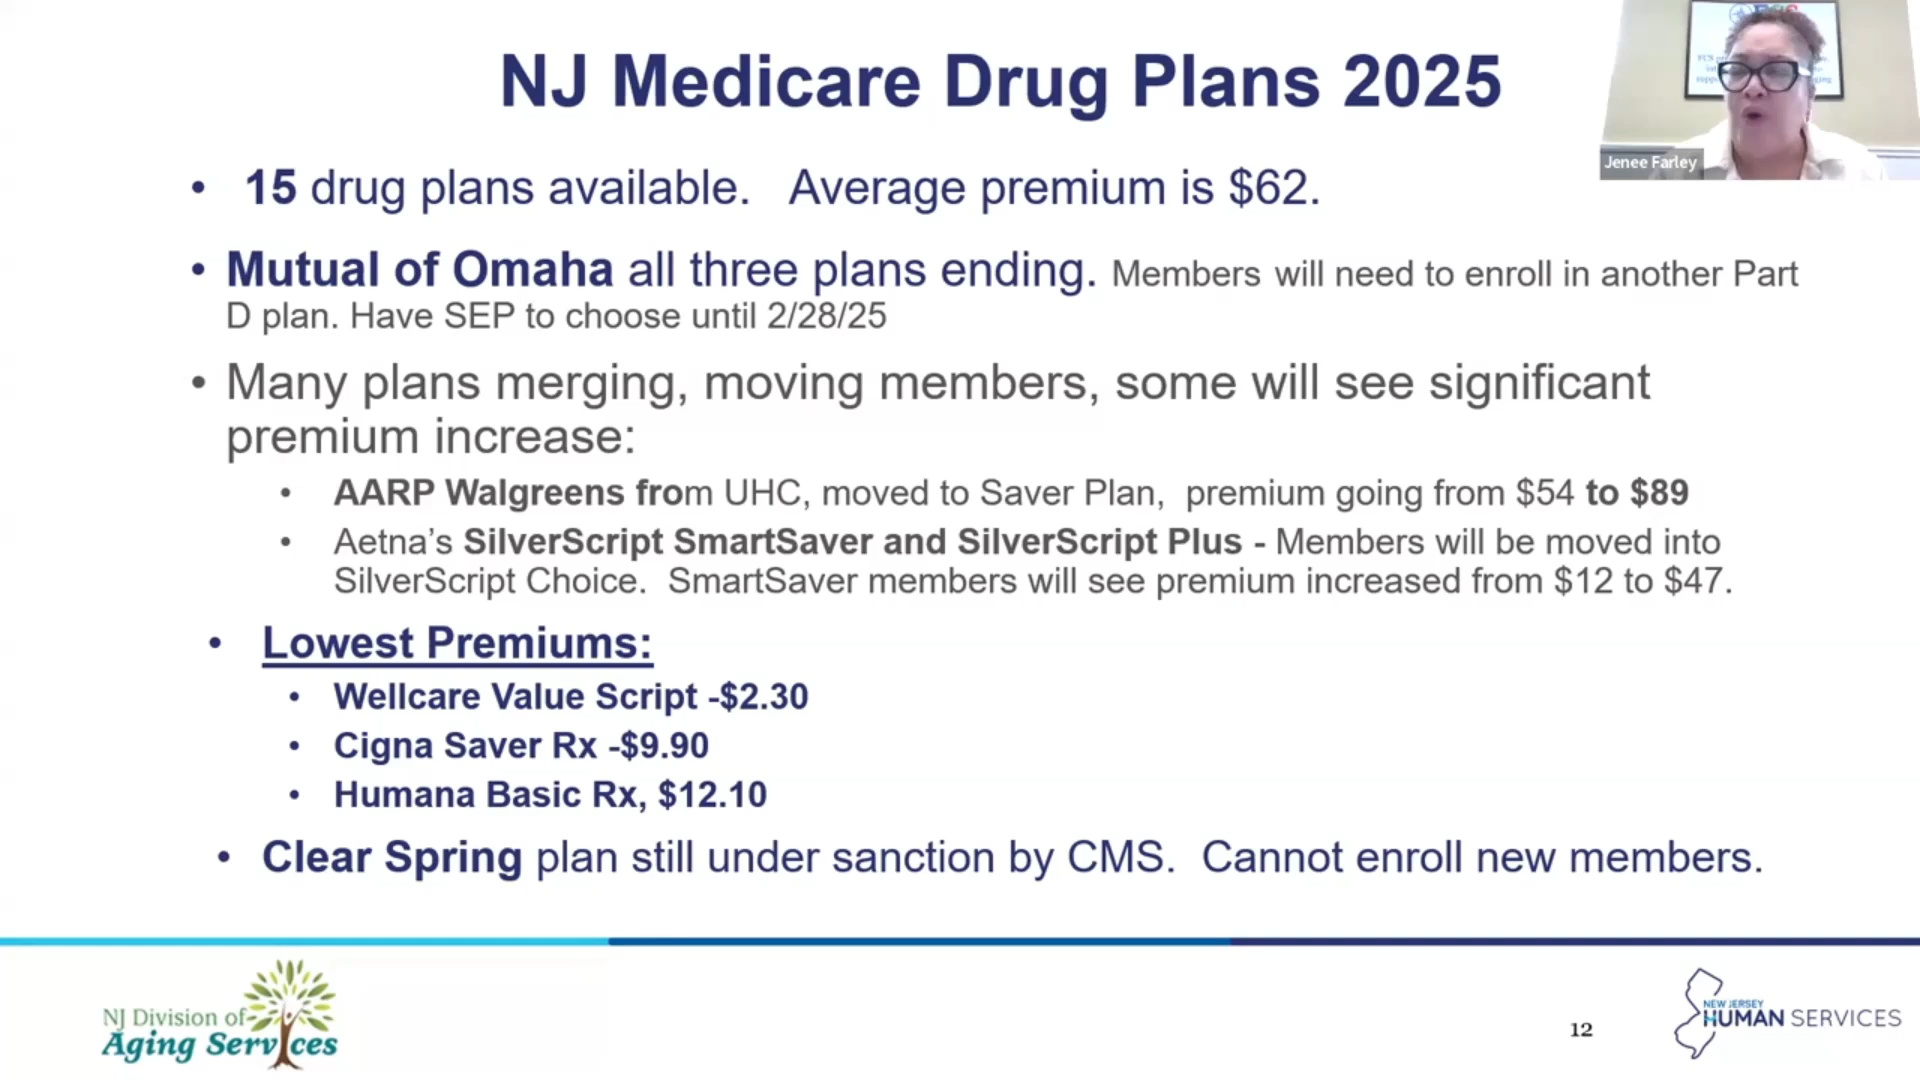 NJ Medicare Drug Plans 2025
Jenee Farley
• 15 drug plans available. Average premium is $62.
• Mutual of Omaha all three plans ending. Members will need to enroll in another Part
D plan. Have SEP to choose until 2/28/25
• Many plans merging, moving members, some will see significant
premium increase:
• AARP Walgreens from UHC, moved to Saver Plan, premium going from $54 to $89
• Aetna’s SilverScript SmartSaver and SilverScript Plus - Members will be moved into
SilverScript Choice. SmartSaver members will see premium increased from $12 to $47.
• Lowest Premiums:
• Wellcare Value Script -$2.30
• Cigna Saver Rx -$9.90
• Humana Basic Rx, $12.10
• Clear Spring plan still under sanction by CMS. Cannot enroll new members.
NJ Division of
Aging Services
12
NEW JERSEY
HUMAN SERVICES